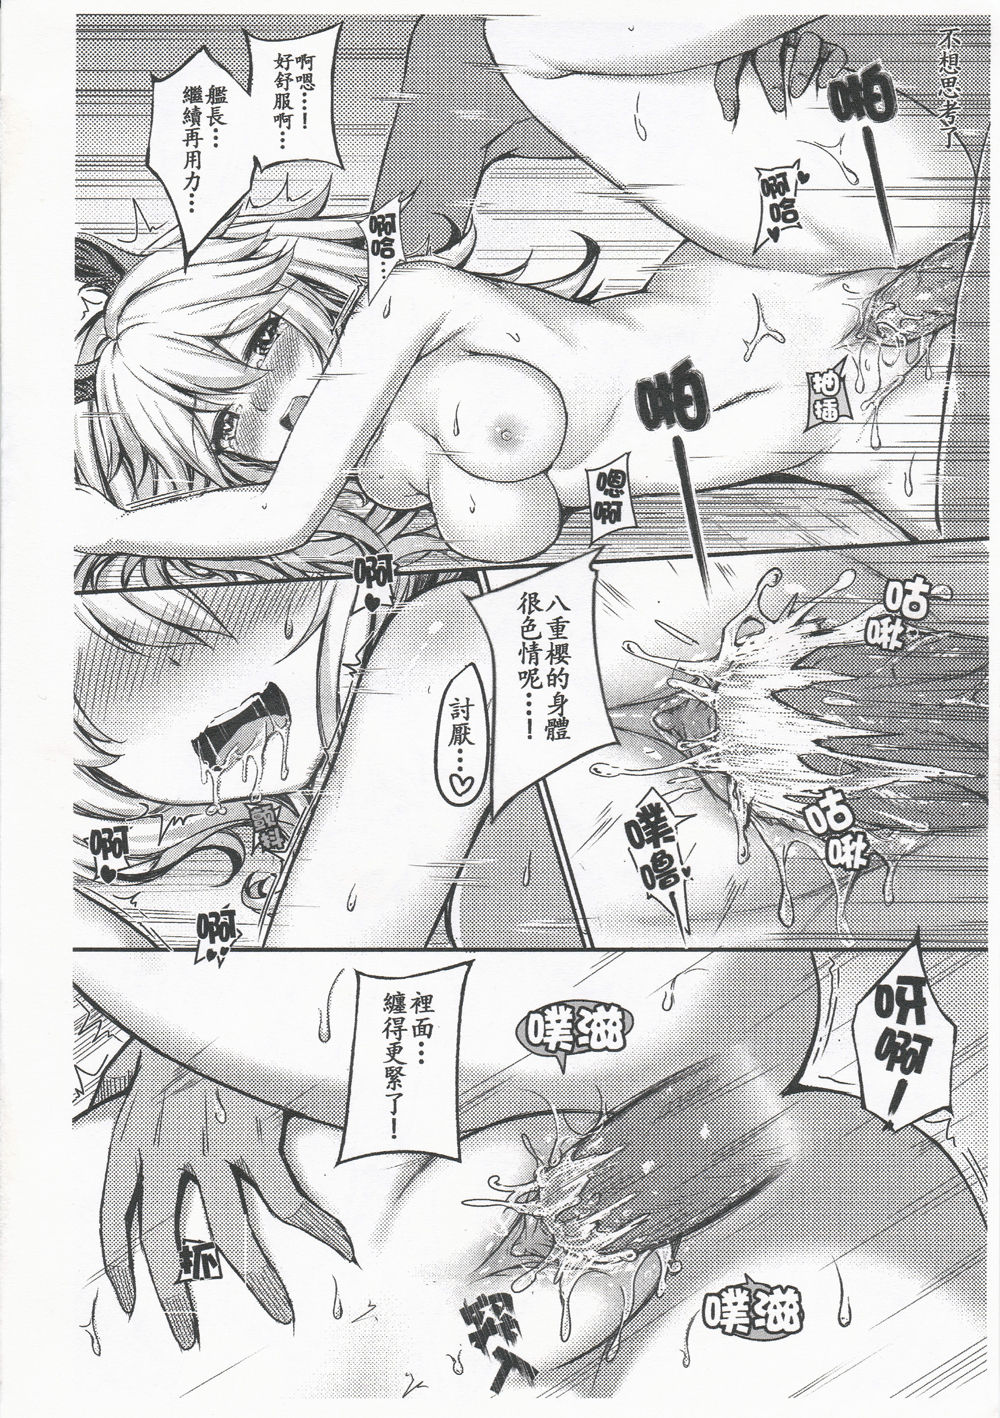 不想思考了
啪
啊哈
啊嗯…!
好舒服啊…
艦長…
繼續再用力…
啊哈…
抽插
啪
嗯啊
啊
咕啾
八重櫻的身體
很色情呢…!
討厭…
咕啾
噗嚕
啊
啊
呀啊
噗滋
裡面…
纏得更緊了!
噗滋